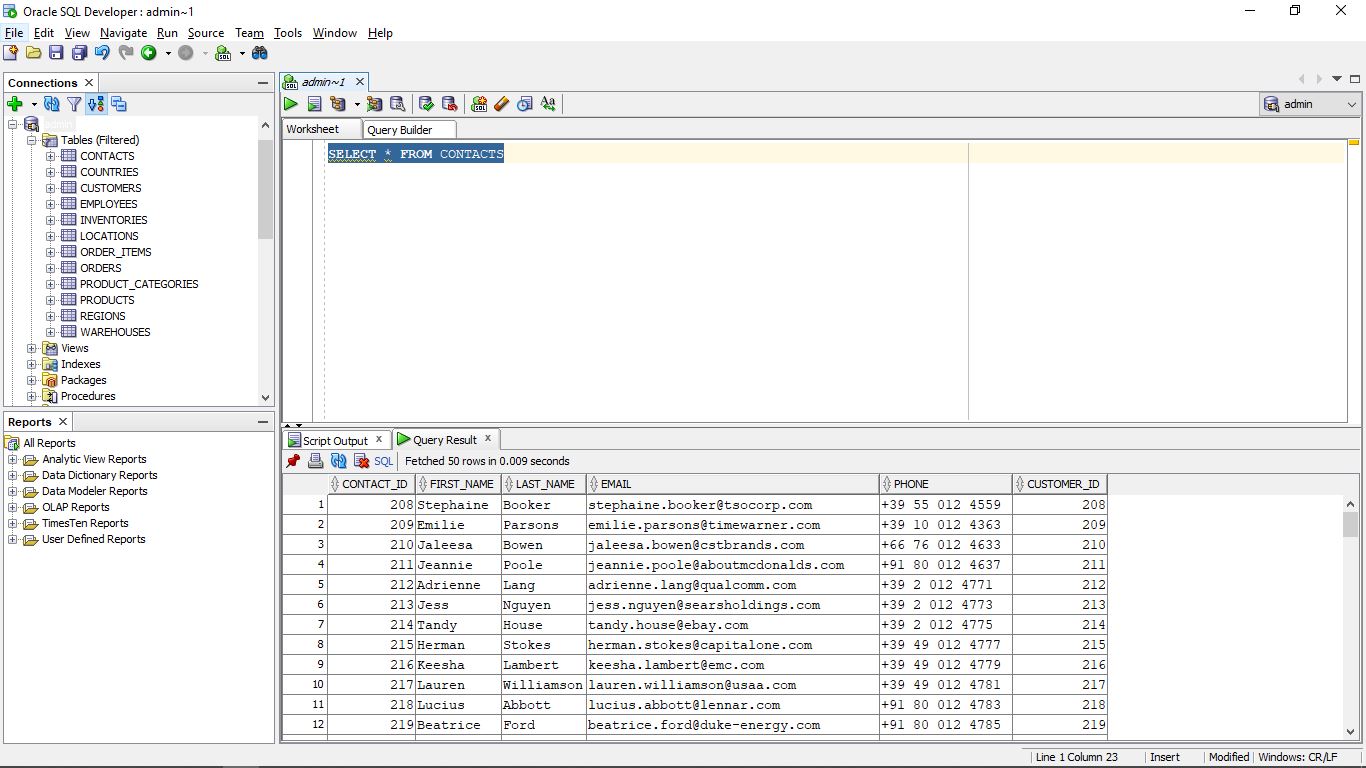 Oracle SQL Developer : admin~1
File Edit View Navigate Run Source Team Tools Window Help
Connections
admin
Tables (Filtered)
CONTACTS
COUNTRIES
CUSTOMERS
EMPLOYEES
INVENTORIES
LOCATIONS
ORDER_ITEMS
ORDERS
PRODUCT_CATEGORIES
PRODUCTS
REGIONS
WAREHOUSES
Views
Indexes
Packages
Procedures
Reports
All Reports
Analytic View Reports
Data Dictionary Reports
Data Modeler Reports
OLAP Reports
TimesTen Reports
User Defined Reports
admin~1
admin
Worksheet Query Builder
SELECT * FROM CONTACTS
Script Output Query Result
SQL Fetched 50 rows in 0.009 seconds
CONTACT_ID FIRST_NAME LAST_NAME EMAIL PHONE CUSTOMER_ID
1 208 Stephaine Booker stephaine.booker@tsocorp.com +39 55 012 4559 208
2 209 Emilie Parsons emilie.parsons@timewarner.com +39 10 012 4363 209
3 210 Jaleesa Bowen jaleesa.bowen@cstbrands.com +66 76 012 4633 210
4 211 Jeannie Poole jeannie.poole@aboutmcdonalds.com +91 80 012 4637 211
5 212 Adrienne Lang adrienne.lang@qualcomm.com +39 2 012 4771 212
6 213 Jess Nguyen jess.nguyen@searsholdings.com +39 2 012 4773 213
7 214 Tandy House tandy.house@ebay.com +39 2 012 4775 214
8 215 Herman Stokes herman.stokes@capitalone.com +39 49 012 4777 215
9 216 Keesha Lambert keesha.lambert@emc.com +39 49 012 4779 216
10 217 Lauren Williamson lauren.williamson@usaa.com +39 49 012 4781 217
11 218 Lucius Abbott lucius.abbott@lennar.com +91 80 012 4783 218
12 219 Beatrice Ford beatrice.ford@duke-energy.com +91 80 012 4785 219
Line 1 Column 23 Insert Modified Windows: CR/LF